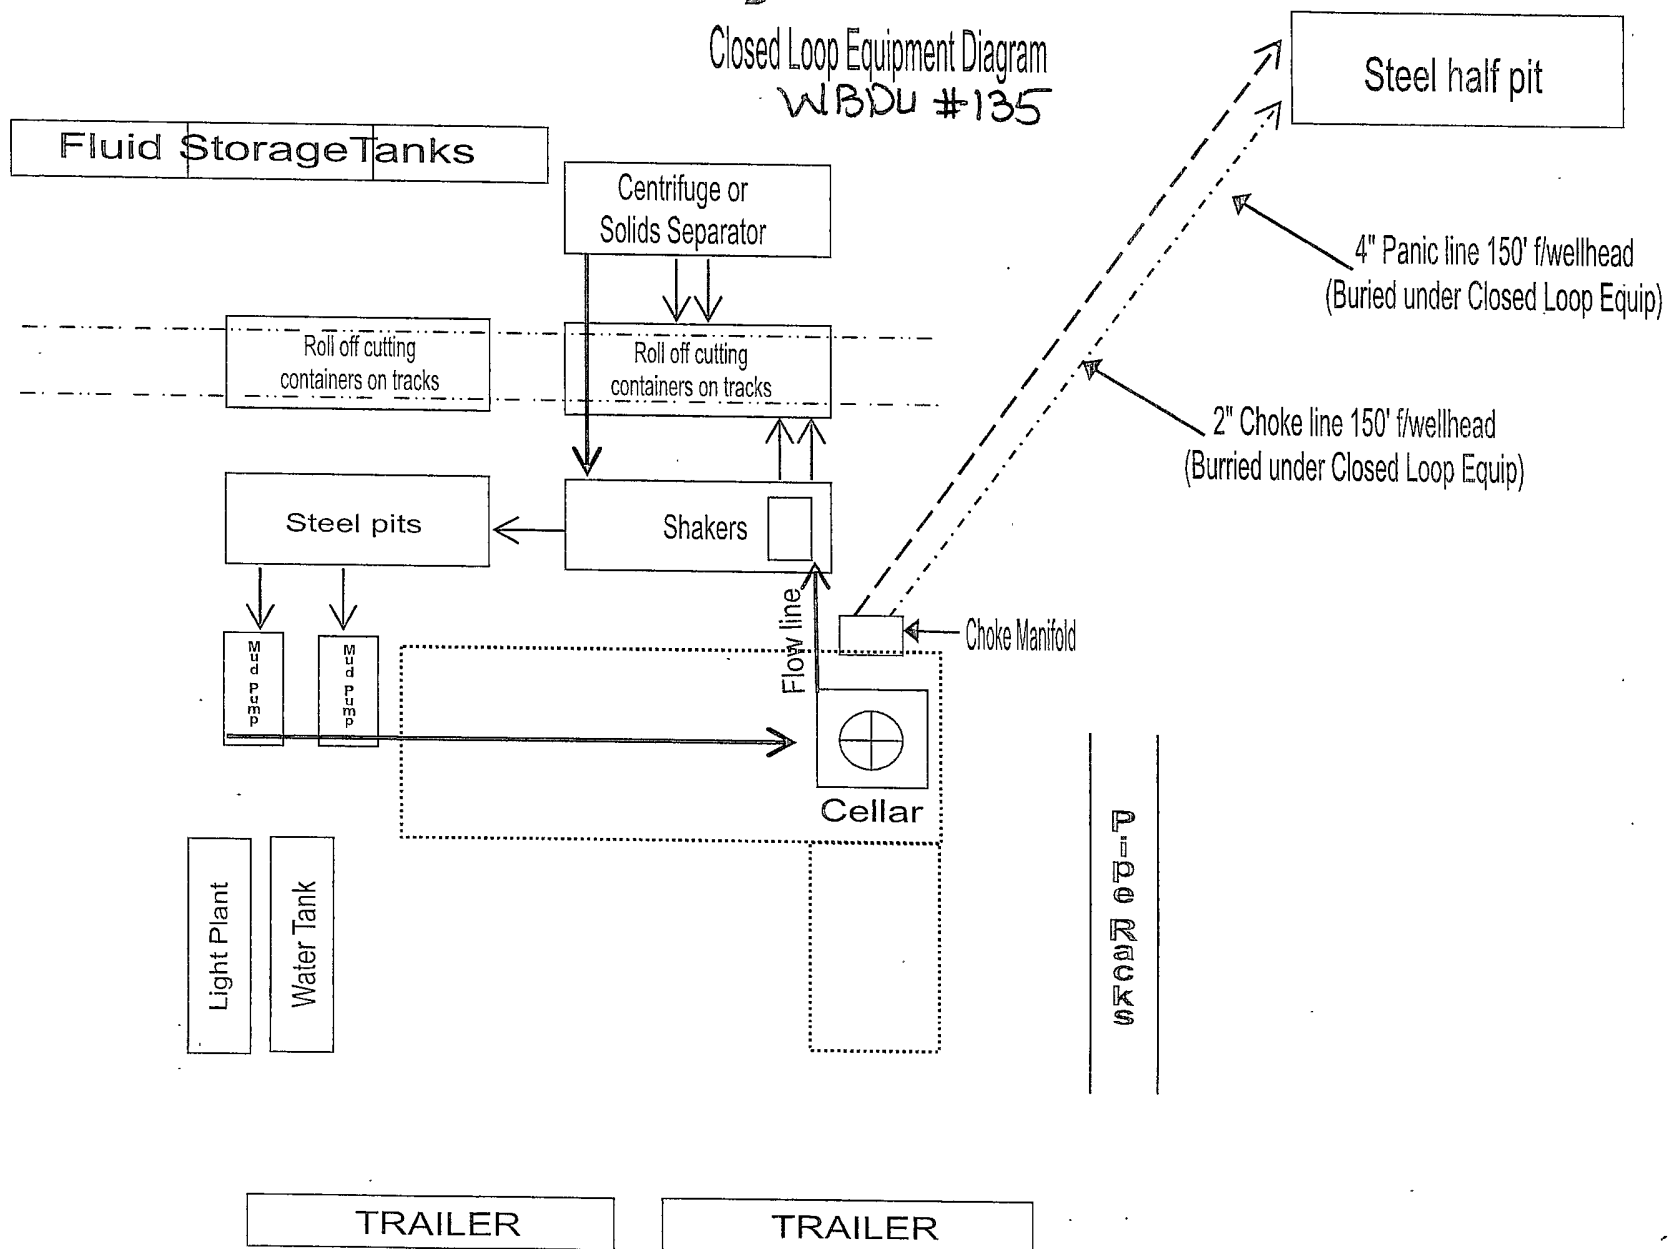 Closed Loop Equipment Diagram
WBDU #135
Steel half pit
Fluid Storage Tanks
Centrifuge or
Solids Separator
4" Panic line 150' f/wellhead
(Buried under Closed Loop Equip)
Roll off cutting
containers on tracks
Roll off cutting
containers on tracks
2" Choke line 150' f/wellhead
(Burried under Closed Loop Equip)
Steel pits
Shakers
Flow line
Choke Manifold
Mud Pump
Mud Pump
Cellar
Pipe Racks
Light Plant
Water Tank
TRAILER
TRAILER